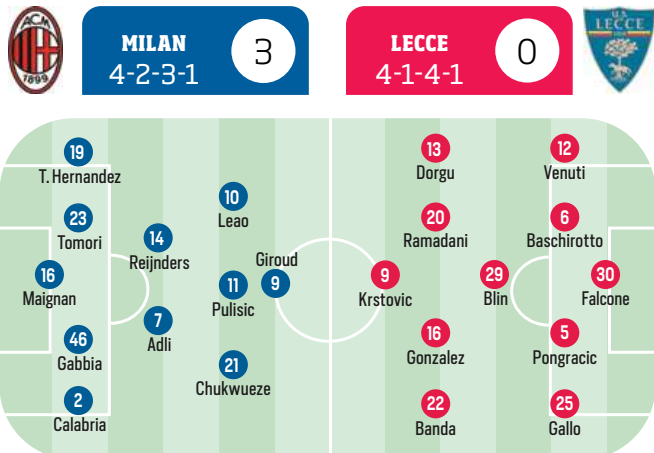 ACM
1899
MILAN
4-2-3-1
3
LECCE
4-1-4-1
0
U.S.
LECCE
19
T. Hernandez
23
Tomori
16
Maignan
46
Gabbia
2
Calabria
14
Reijnders
7
Adli
10
Leao
11
Pulisic
21
Chukwueze
Giroud
9
9
Krstovic
13
Dorgu
20
Ramadani
16
Gonzalez
22
Banda
29
Blin
12
Venuti
6
Baschirotto
5
Pongracic
25
Gallo
30
Falcone